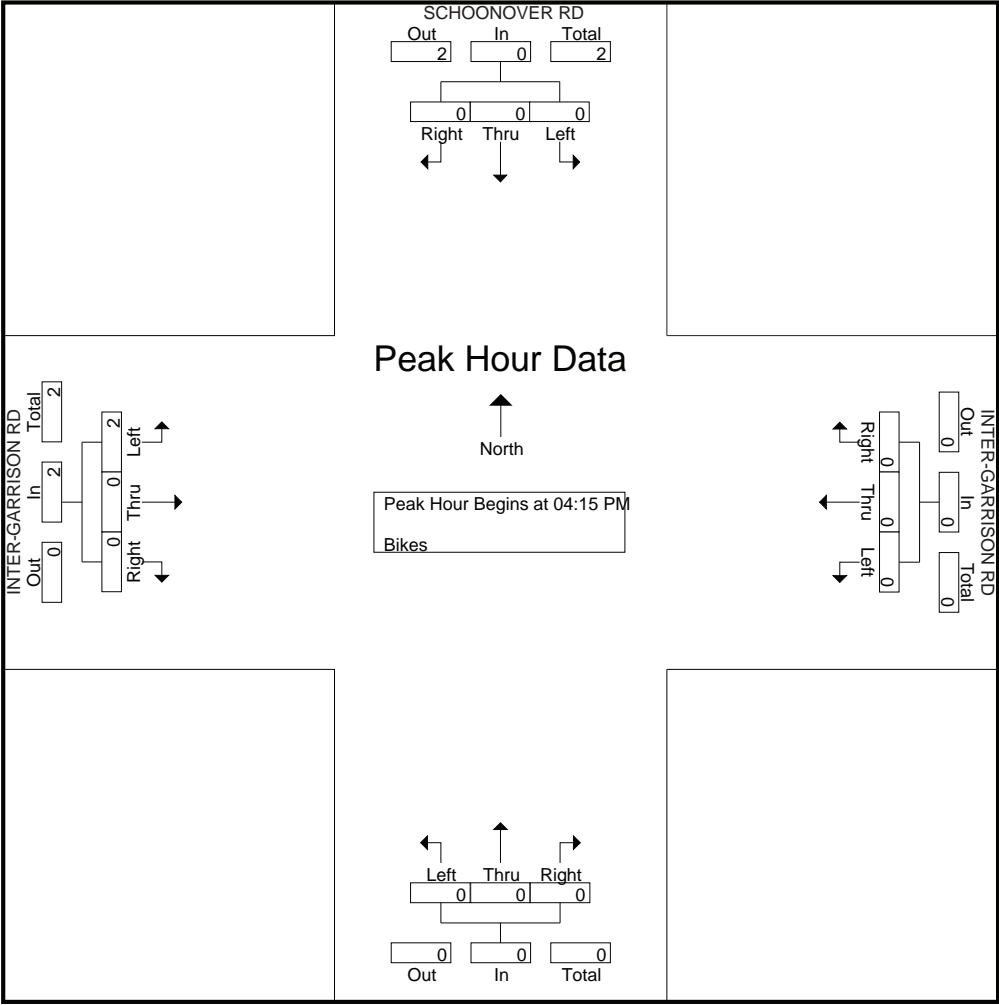 SCHOONOVER RD
Out In Total
2 0 2
0 0 0
Right Thru Left
Peak Hour Data
North
Peak Hour Begins at 04:15 PM
Bikes
INTER-GARRISON RD
Out In Total
0 2 2
0 0 2
Right Thru Left
INTER-GARRISON RD
Out In Total
0 0 0
Right Thru Left
0 0 0
Left Thru Right
0 0 0
0 0 0
Out In Total